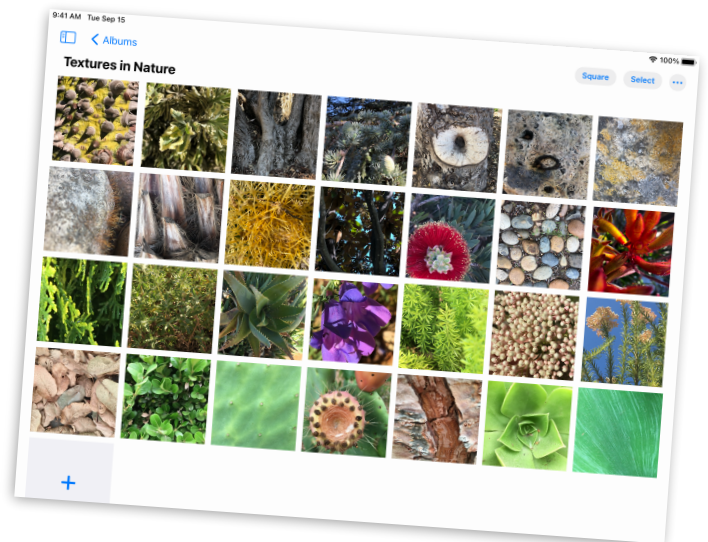 9:41 AM Tue Sep 15
100%
Albums
Textures in Nature
Square
Select